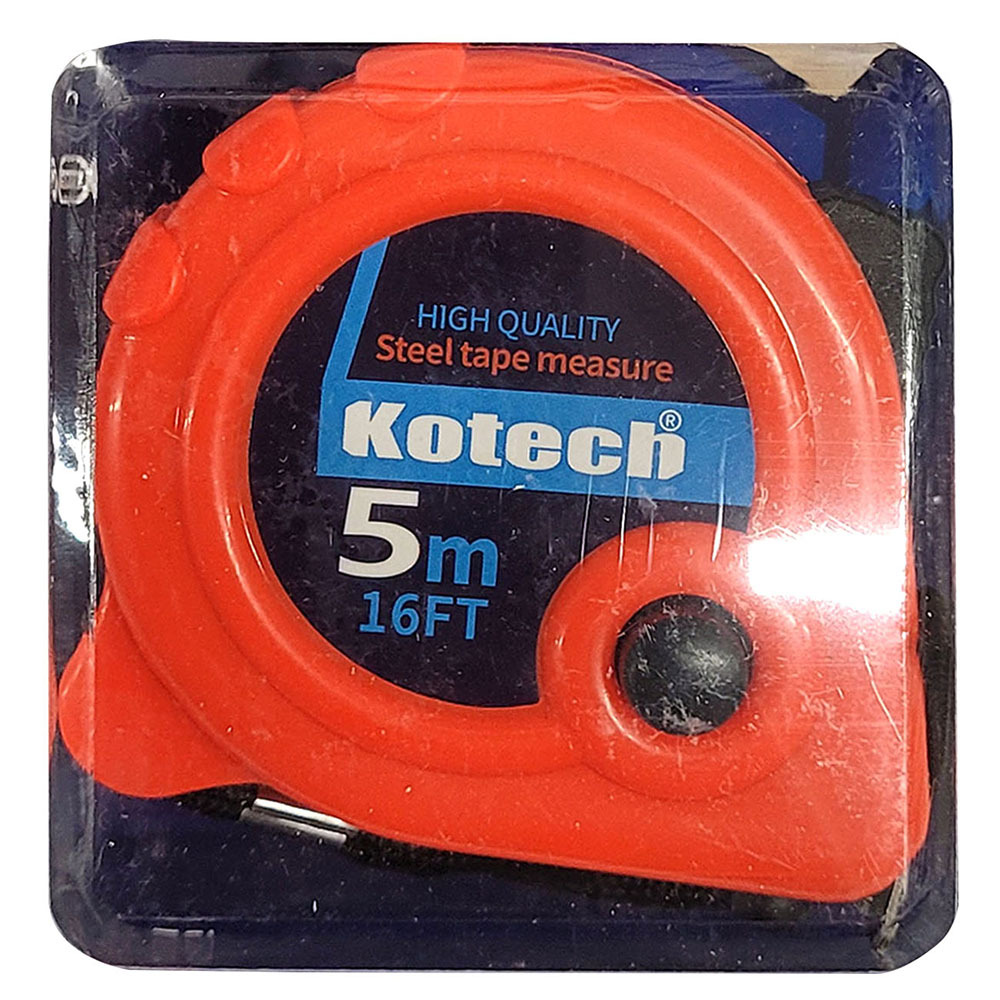 HIGH QUALITY
Steel tape measure
Kotech®
5m
16FT